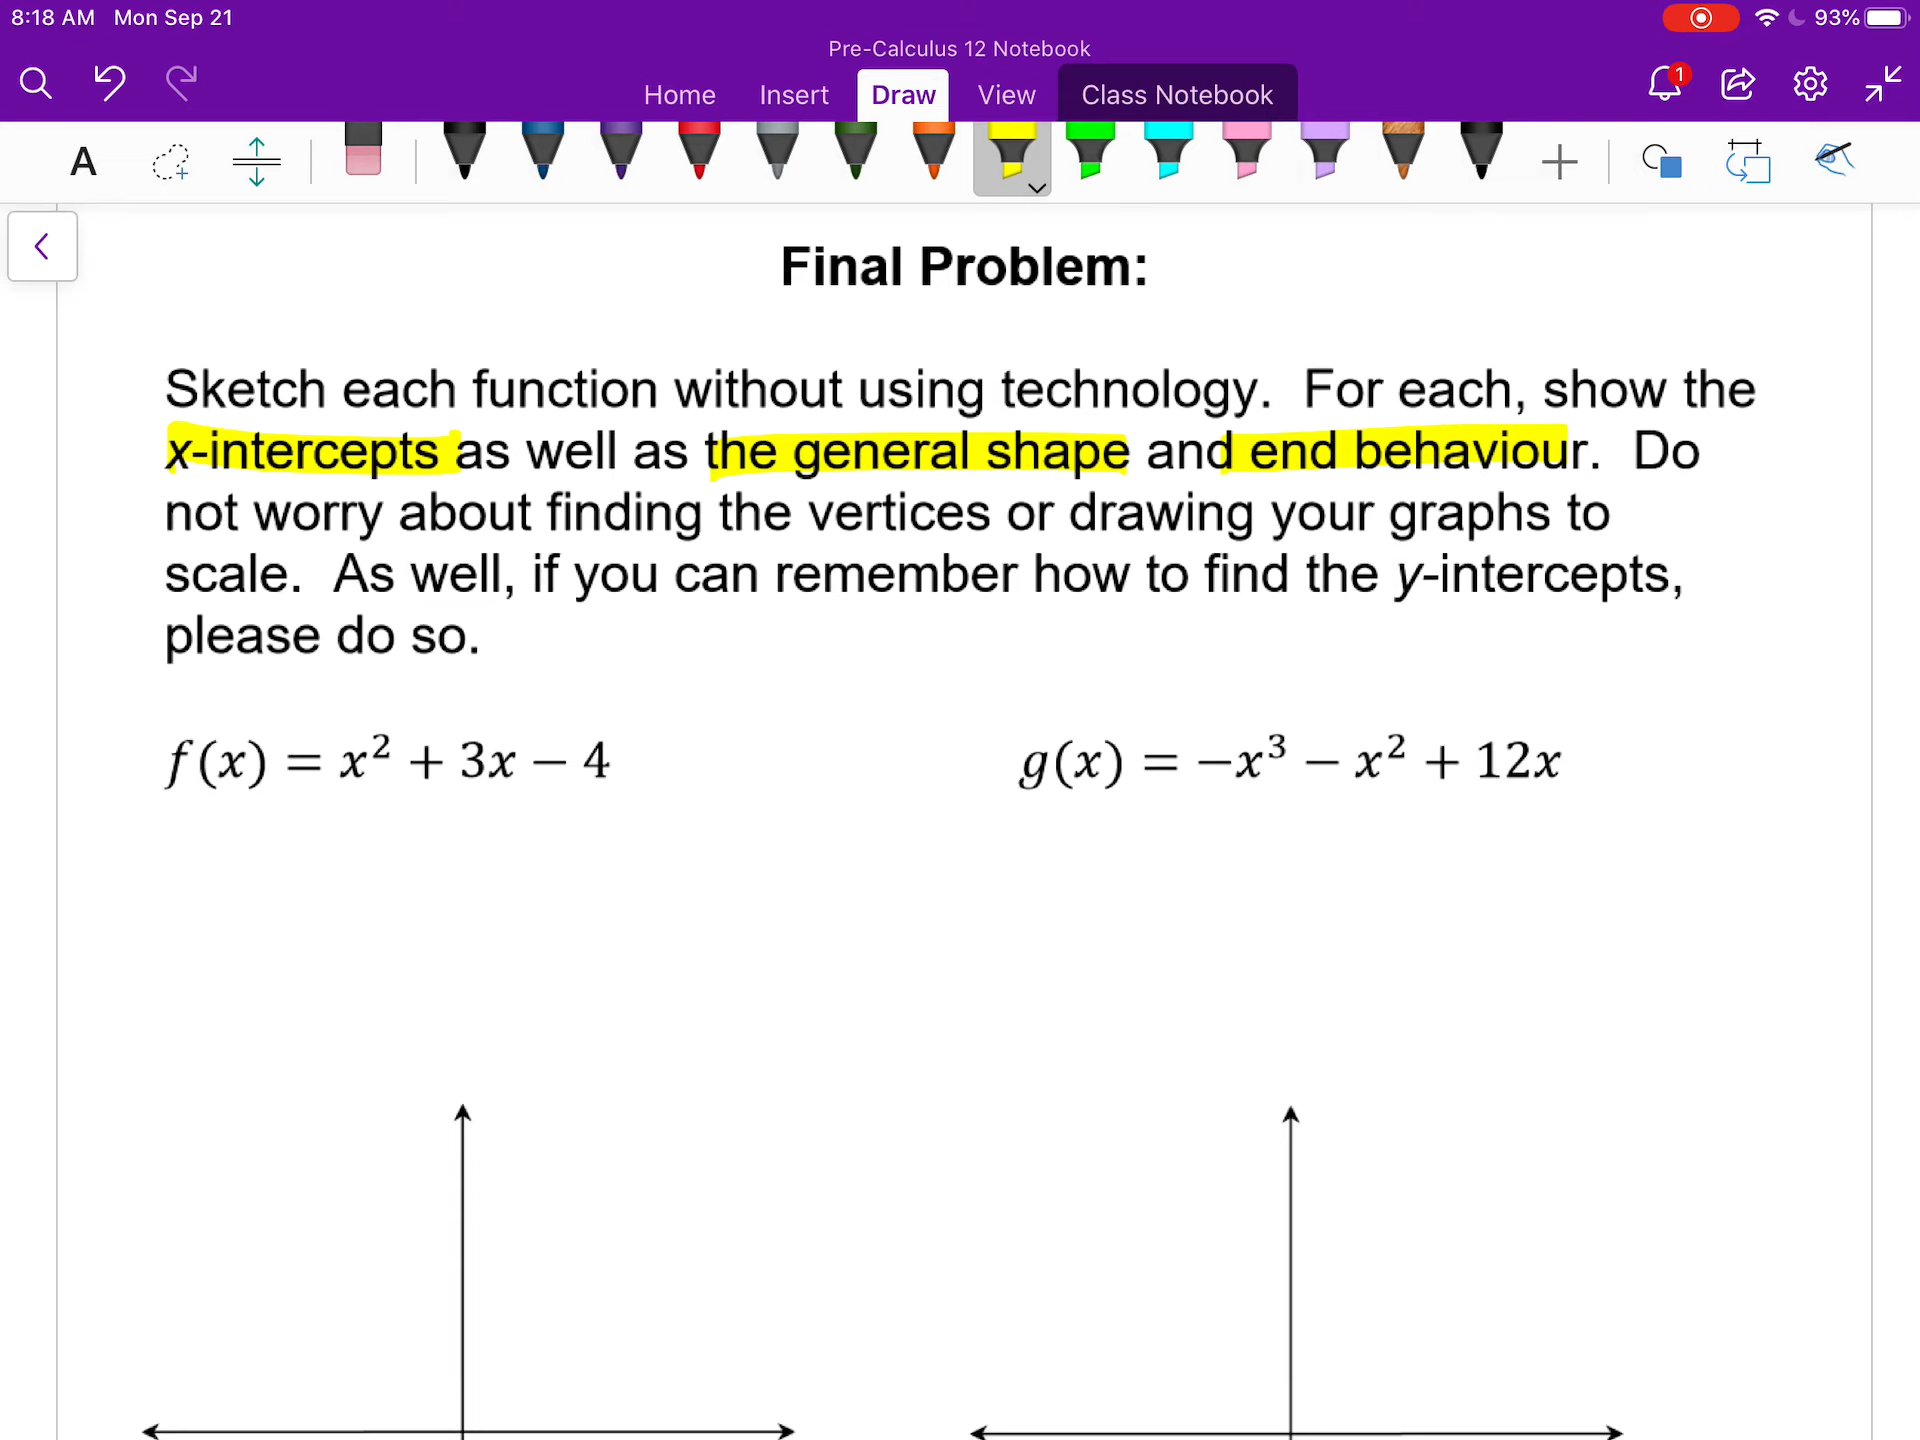 8:18 AM Mon Sep 21
93%
Pre-Calculus 12 Notebook
Home Insert Draw View Class Notebook
1
A
Final Problem:
Sketch each function without using technology. For each, show the
x-intercepts as well as the general shape and end behaviour. Do
not worry about finding the vertices or drawing your graphs to
scale. As well, if you can remember how to find the y-intercepts,
please do so.
f(x) = x² + 3x − 4
g(x) = −x³ − x² + 12x